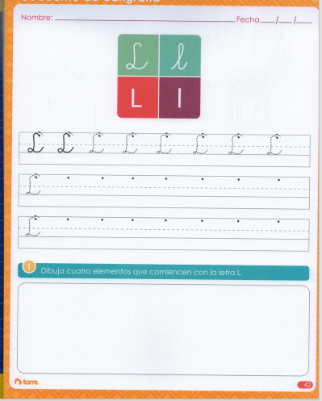 Nombre: Fecha / /
L l
L l
L L L L L L L L
L
L
1 Dibuja cuatro elementos que comiencen con la letra L.
42